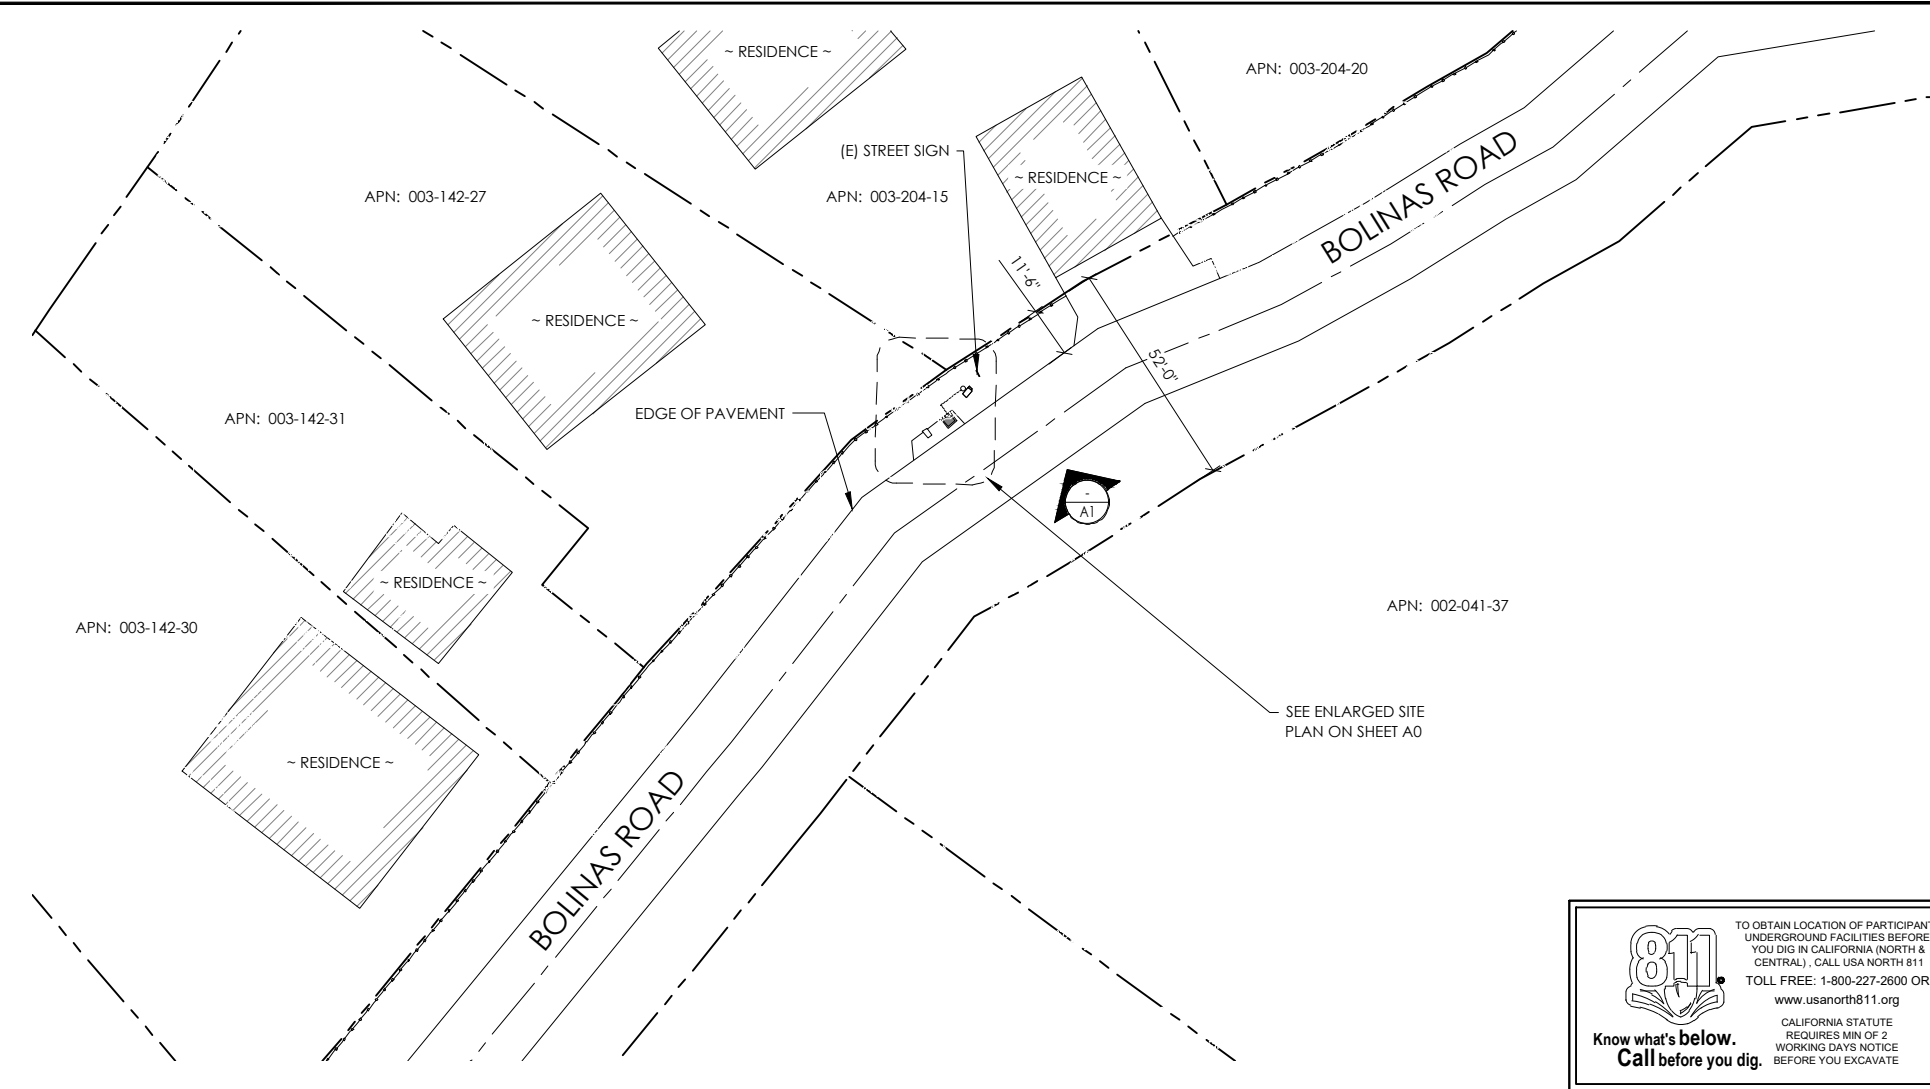 ~ RESIDENCE ~
APN: 003-204-20
(E) STREET SIGN
~ RESIDENCE ~
APN: 003-142-27
APN: 003-204-15
BOLINAS ROAD
11'-6"
~ RESIDENCE ~
52'-0"
APN: 003-142-31
EDGE OF PAVEMENT
-
A1
~ RESIDENCE ~
APN: 002-041-37
APN: 003-142-30
SEE ENLARGED SITE
PLAN ON SHEET A0
~ RESIDENCE ~
BOLINAS ROAD
811
TO OBTAIN LOCATION OF PARTICIPANT
UNDERGROUND FACILITIES BEFORE
YOU DIG IN CALIFORNIA (NORTH &
CENTRAL) , CALL USA NORTH 811
TOLL FREE: 1-800-227-2600 OR
www.usanorth811.org
CALIFORNIA STATUTE
REQUIRES MIN OF 2
WORKING DAYS NOTICE
BEFORE YOU EXCAVATE
Know what's below.
Call before you dig.